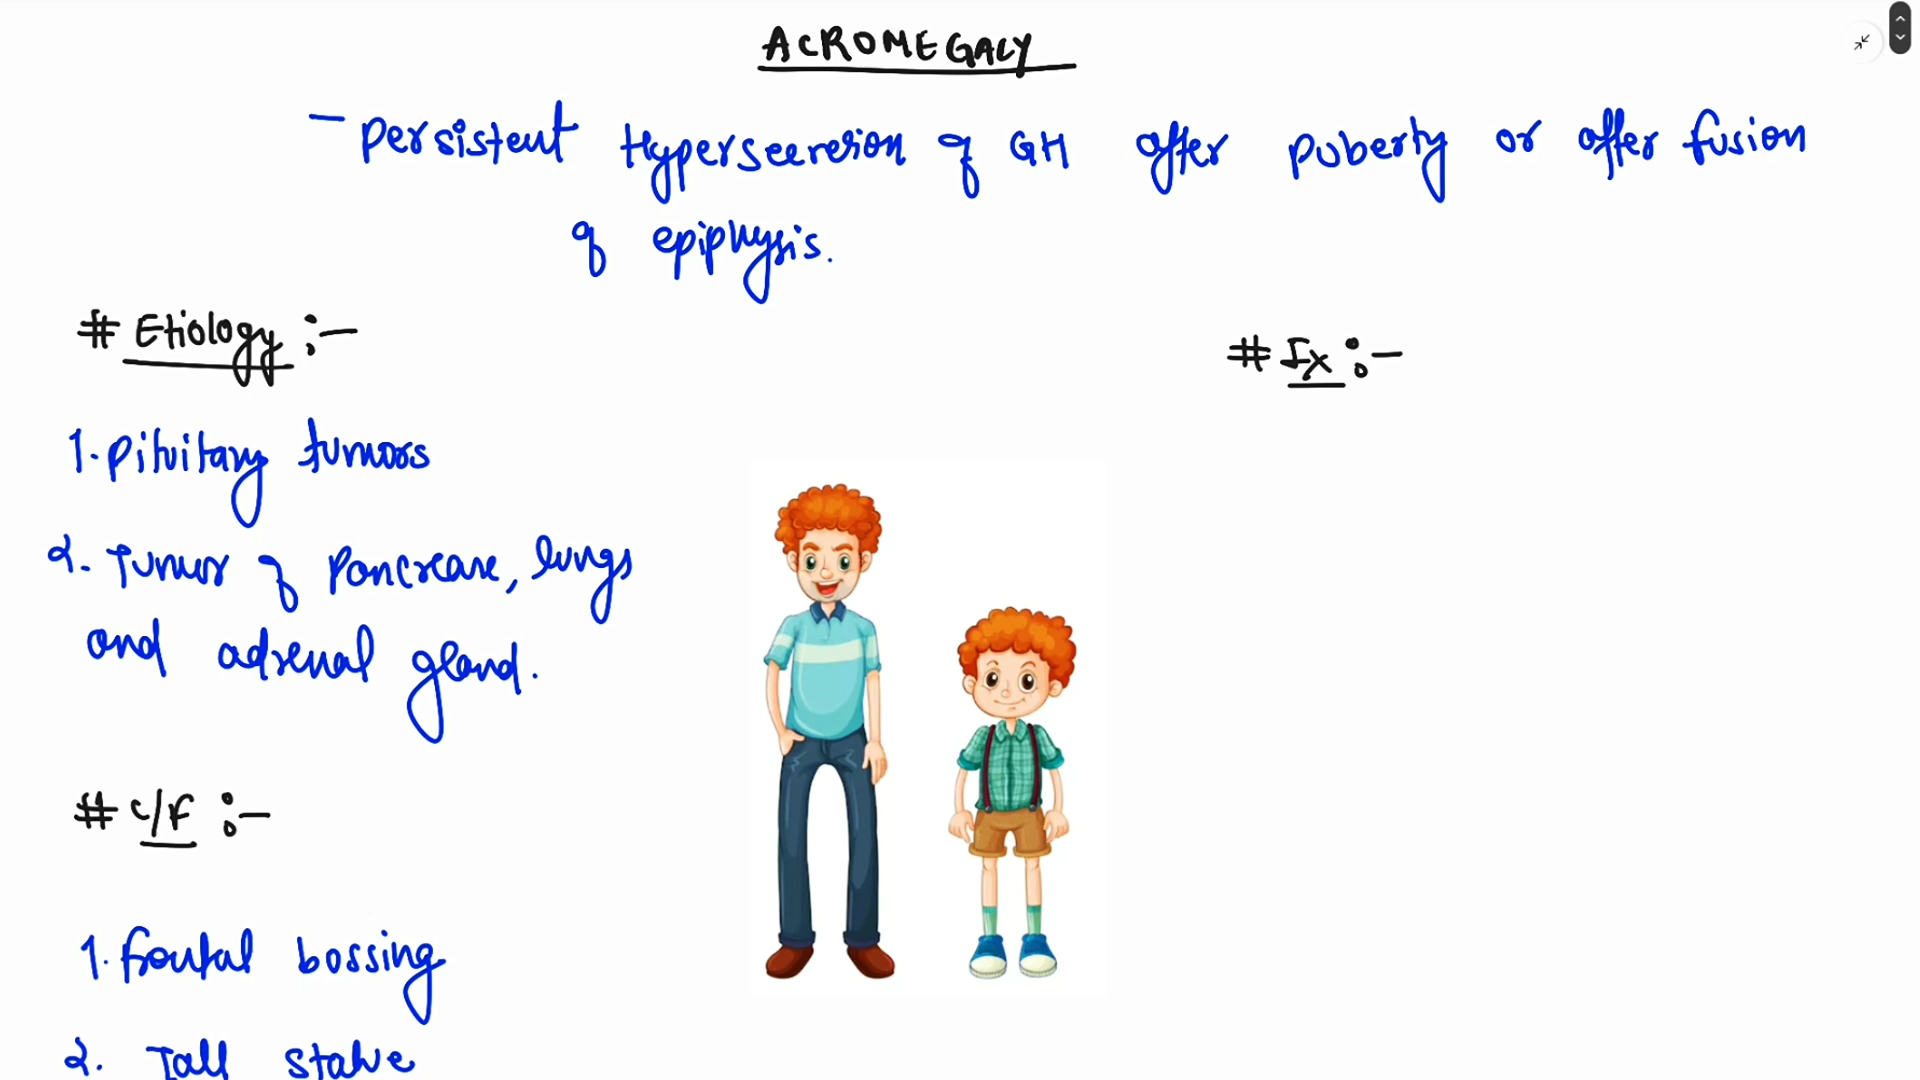 ACROMEGALY
- Persistent Hypersecretion of GH after puberty or after fusion
of epiphysis.
# Etiology :-
1. Pituitary tumors
2. Tumor of Pancreas, lungs
and adrenal gland.
# C/F :-
1. frontal bossing
2. Tall
# Ix :-